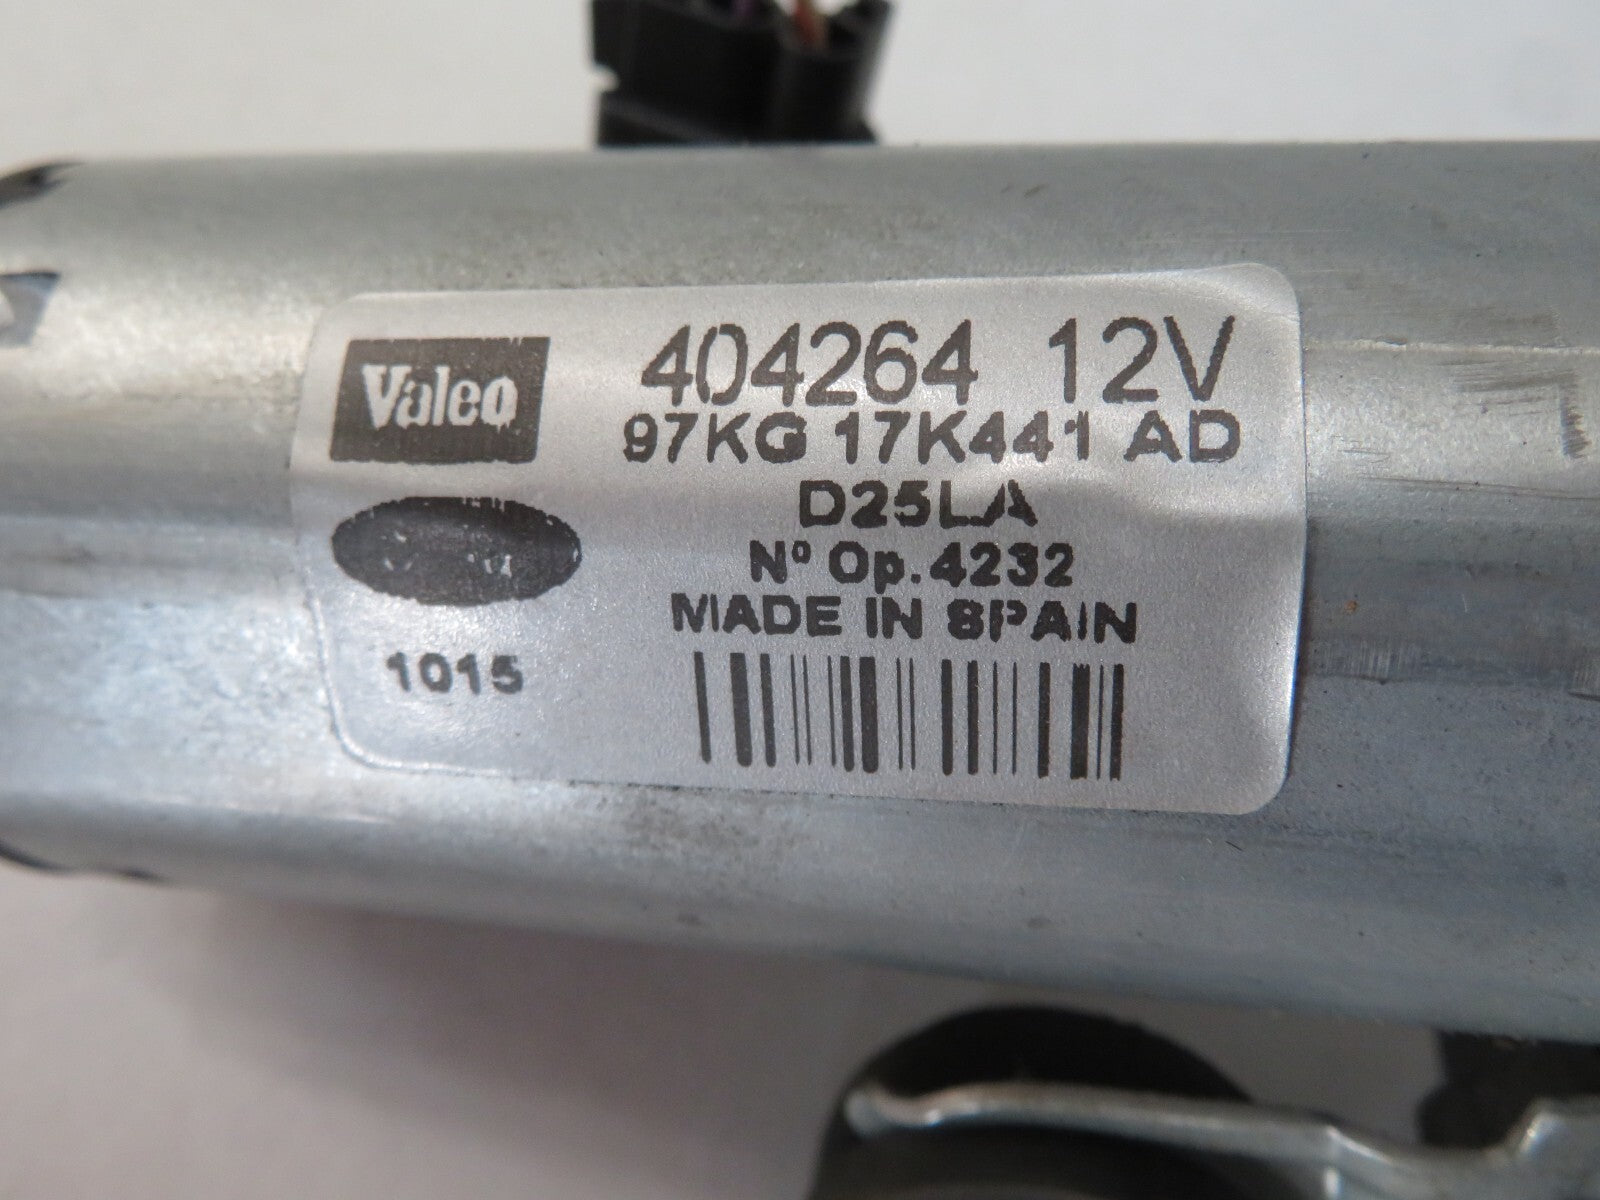 Valeo
404264 12V
97KG 17K441 AD
D25LA
Nº Op. 4232
MADE IN SPAIN
1015